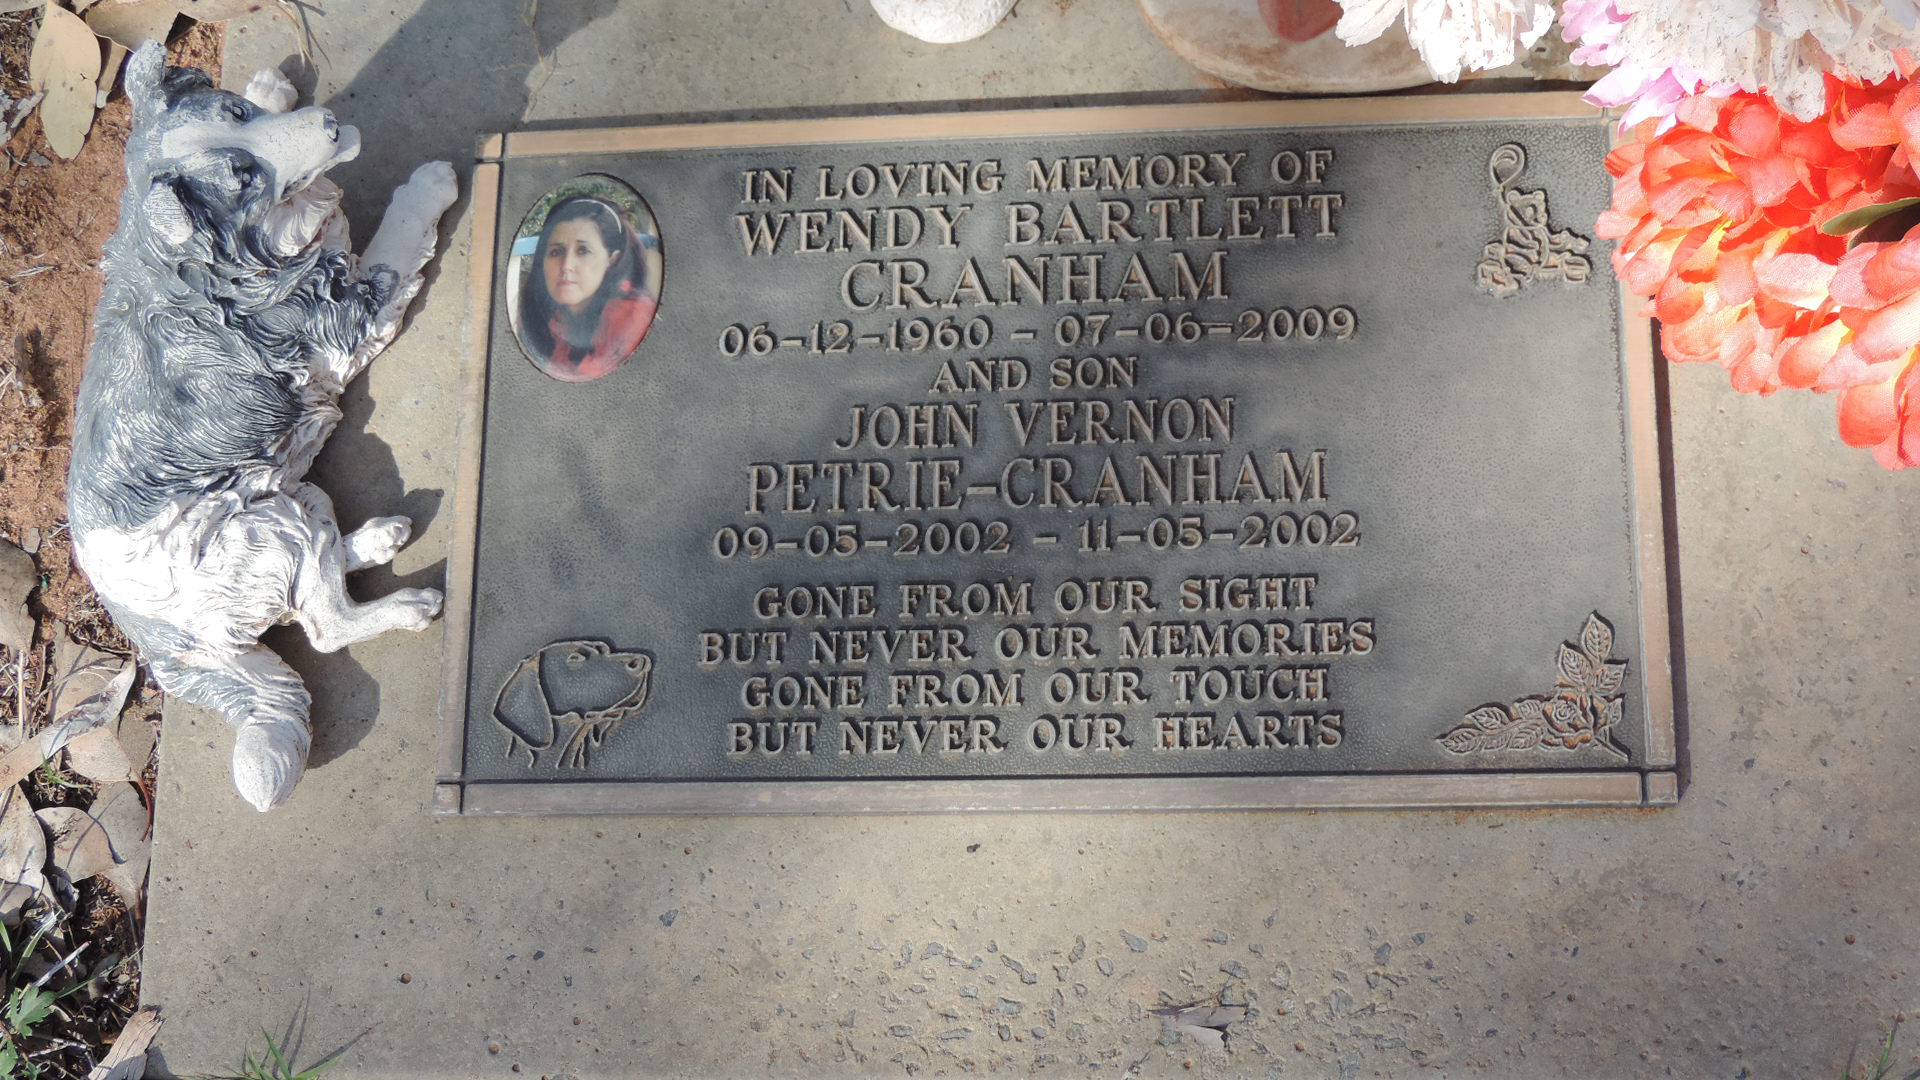 IN LOVING MEMORY OF
WENDY BARTLETT
CRANHAM
06-12-1960 - 07-06-2009
AND SON
JOHN VERNON
PETRIE-CRANHAM
09-05-2002 - 11-05-2002
GONE FROM OUR SIGHT
BUT NEVER OUR MEMORIES
GONE FROM OUR TOUCH
BUT NEVER OUR HEARTS